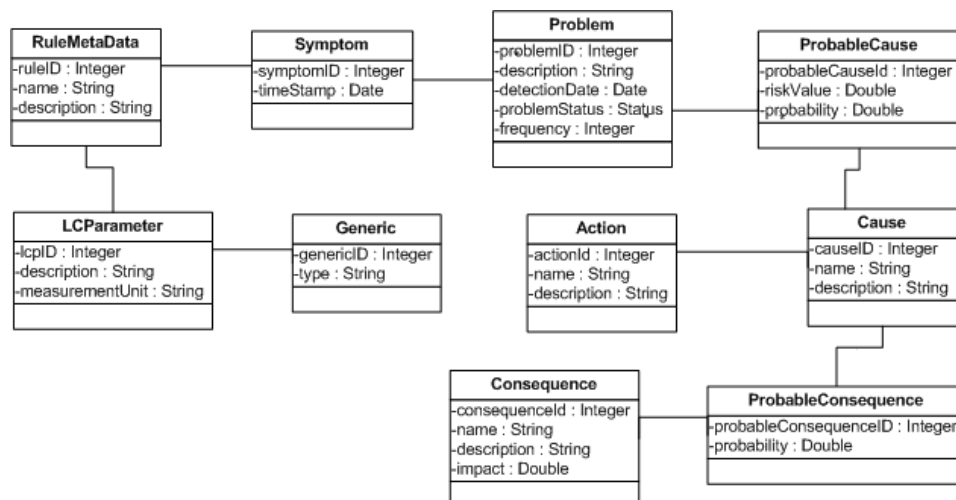 RuleMetaData
-ruleID : Integer
-name : String
-description : String
Symptom
-symptomID : Integer
-timeStamp : Date
Problem
-problemID : Integer
-description : String
-detectionDate : Date
-problemStatus : Status
-frequency : Integer
ProbableCause
-probableCauseId : Integer
-riskValue : Double
-probability : Double
LCParameter
-lcpID : Integer
-description : String
-measurementUnit : String
Generic
-genericID : Integer
-type : String
Action
-actionId : Integer
-name : String
-description : String
Cause
-causeID : Integer
-name : String
-description : String
Consequence
-consequenceId : Integer
-name : String
-description : String
-impact : Double
ProbableConsequence
-probableConsequenceID : Integer
-probability : Double